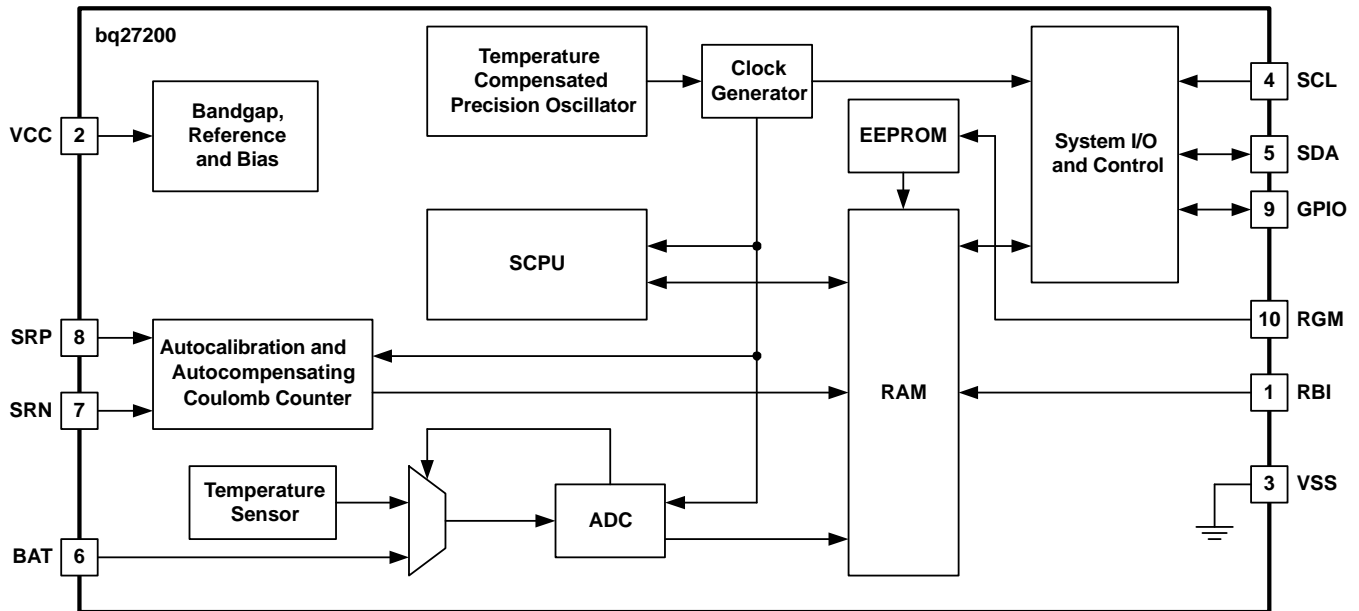 bq27200
Temperature
Compensated
Precision Oscillator
Clock
Generator
Bandgap,
Reference
and Bias
VCC
2
EEPROM
System I/O
and Control
4
SCL
5
SDA
9
GPIO
SCPU
SRP
8
SRN
7
Autocalibration and
Autocompensating
Coulomb Counter
RAM
10
RGM
1
RBI
Temperature
Sensor
ADC
3
VSS
BAT
6